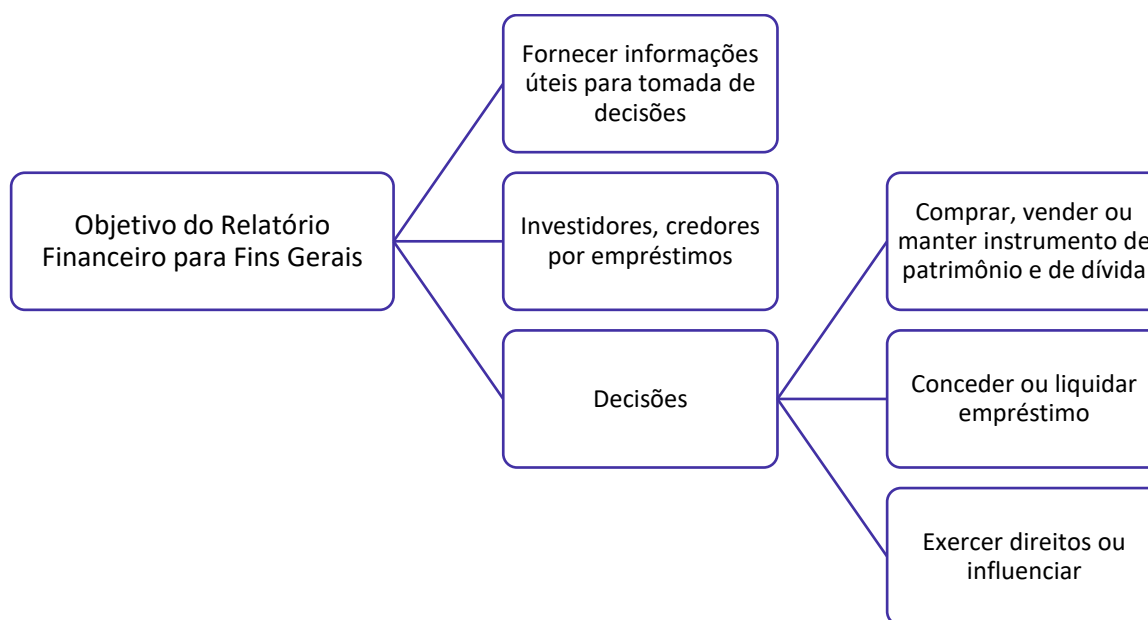 Fornecer informações
úteis para tomada de
decisões
Objetivo do Relatório
Financeiro para Fins Gerais
Investidores, credores
por empréstimos
Decisões
Comprar, vender ou
manter instrumento de
patrimônio e de dívida
Conceder ou liquidar
empréstimo
Exercer direitos ou
influenciar